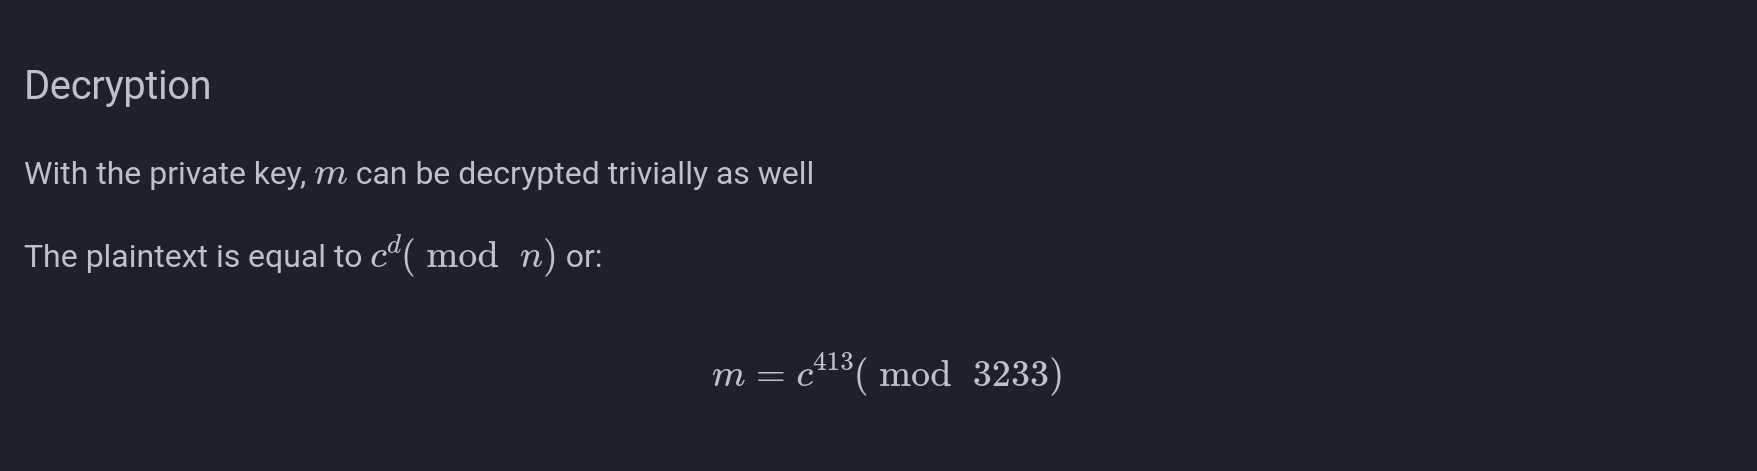 Decryption
With the private key, m can be decrypted trivially as well
The plaintext is equal to c^d( mod n) or:
m = c^413( mod 3233)